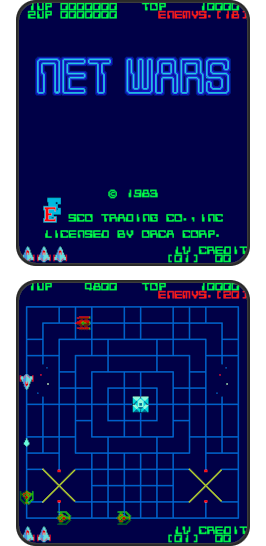 1UP 0000000 TOP 10000
2UP 0000000 ENEMYS.[18]
NET WARS
© 1983
ESCO TRADING CO., INC
LICENSED BY ORCA CORP.
LV CREDIT
[01] 00
1UP 9800 TOP 10000
ENEMYS.[20]
LV CREDIT
[01] 00